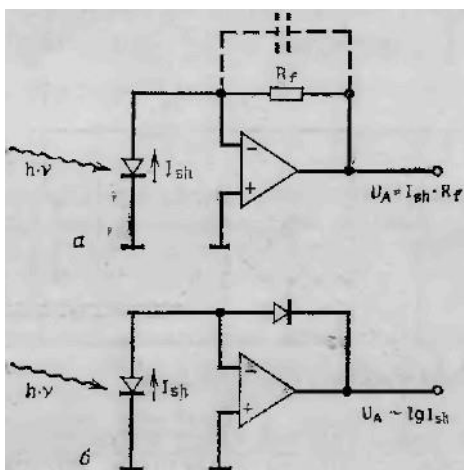 R_f
−
h·ν
I_sh
+
U_A = I_sh · R_f
а
−
h·ν
I_sh
+
U_A ~ lg I_sh
б